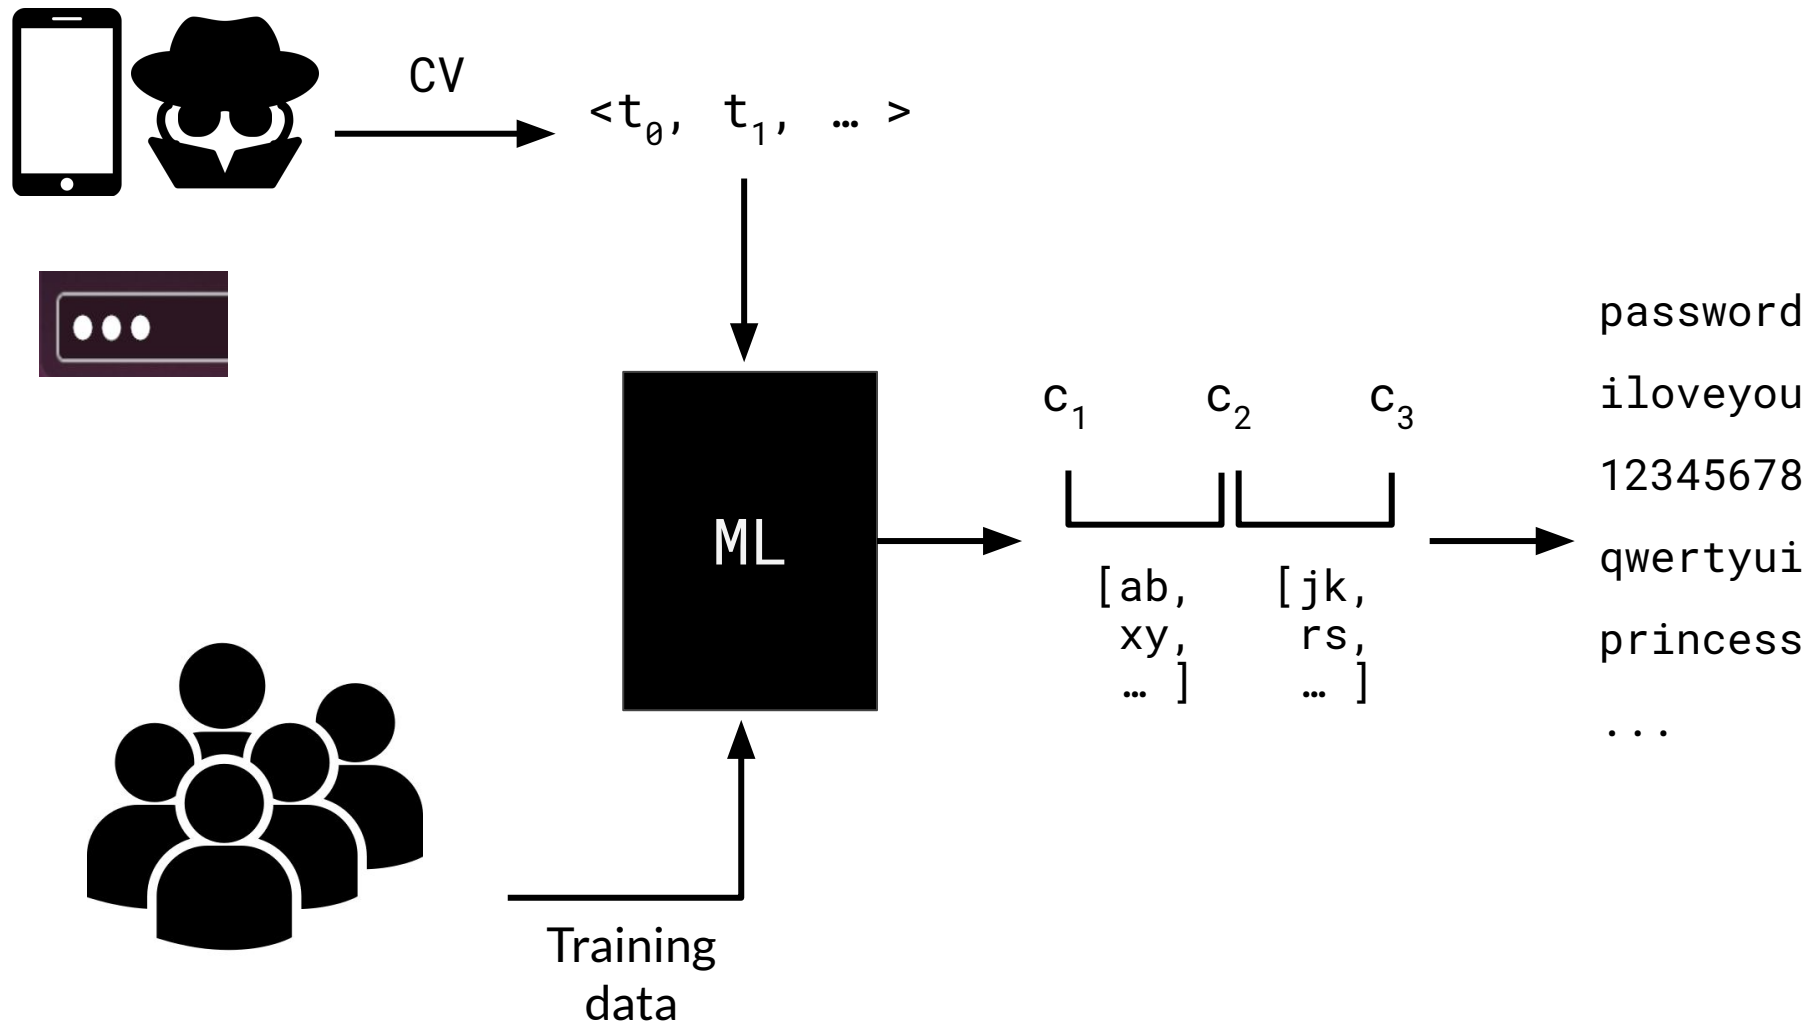 CV
<t₀, t₁, … >
ML
Training
data
c₁ c₂ c₃
[ab, [jk,
xy, rs,
… ] … ]
password
iloveyou
12345678
qwertyui
princess
...